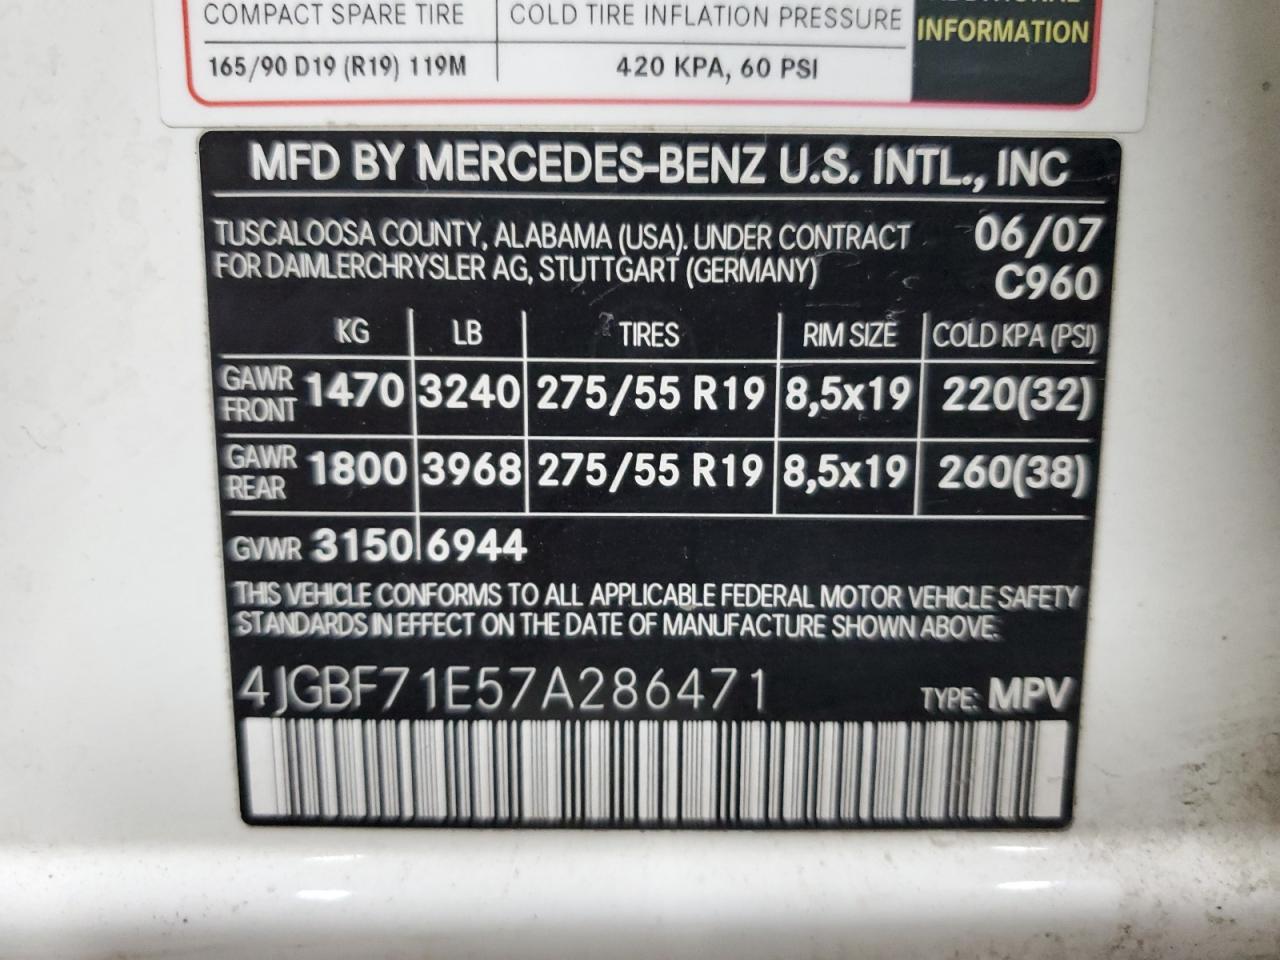 COMPACT SPARE TIRE COLD TIRE INFLATION PRESSURE
INFORMATION
165/90 D19 (R19) 119M 420 KPA, 60 PSI
MFD BY MERCEDES-BENZ U.S. INTL., INC
TUSCALOOSA COUNTY, ALABAMA (USA). UNDER CONTRACT 06/07
FOR DAIMLERCHRYSLER AG, STUTTGART (GERMANY) C960
KG LB TIRES RIM SIZE COLD KPA (PSI)
GAWR FRONT 1470 3240 275/55 R19 8,5x19 220(32)
GAWR REAR 1800 3968 275/55 R19 8,5x19 260(38)
GVWR 3150 6944
THIS VEHICLE CONFORMS TO ALL APPLICABLE FEDERAL MOTOR VEHICLE SAFETY
STANDARDS IN EFFECT ON THE DATE OF MANUFACTURE SHOWN ABOVE.
4JGBF71E57A286471 TYPE: MPV